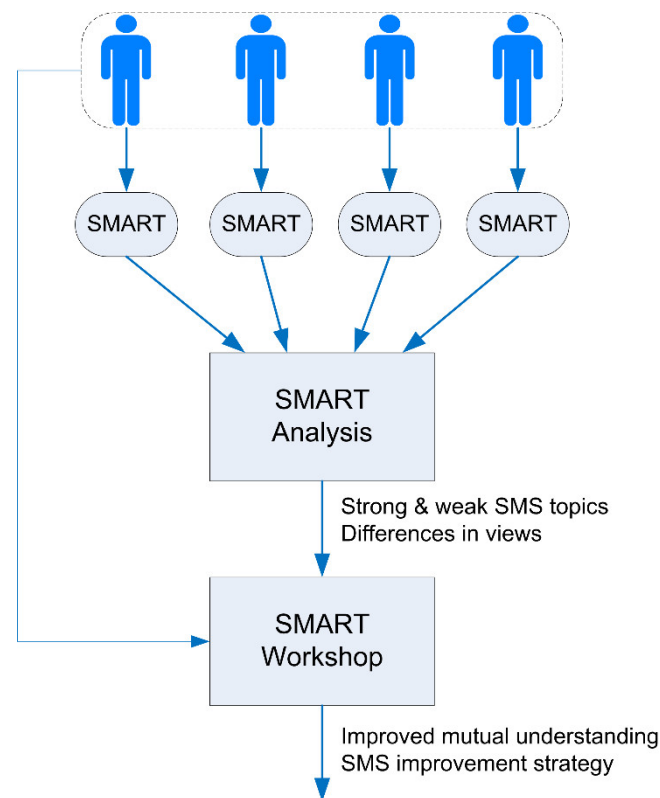 SMART
SMART
SMART
SMART
SMART
Analysis
Strong & weak SMS topics
Differences in views
SMART
Workshop
Improved mutual understanding
SMS improvement strategy